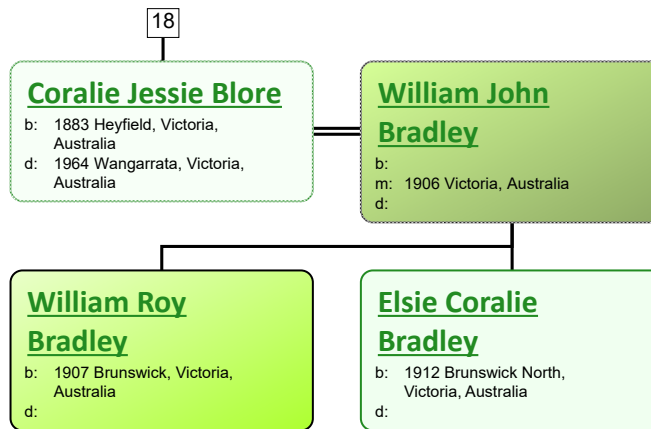 18
Coralie Jessie Blore
b: 1883 Heyfield, Victoria,
Australia
d: 1964 Wangarrata, Victoria,
Australia
William John
Bradley
b:
m: 1906 Victoria, Australia
d:
William Roy
Bradley
b: 1907 Brunswick, Victoria,
Australia
d:
Elsie Coralie
Bradley
b: 1912 Brunswick North,
Victoria, Australia
d: